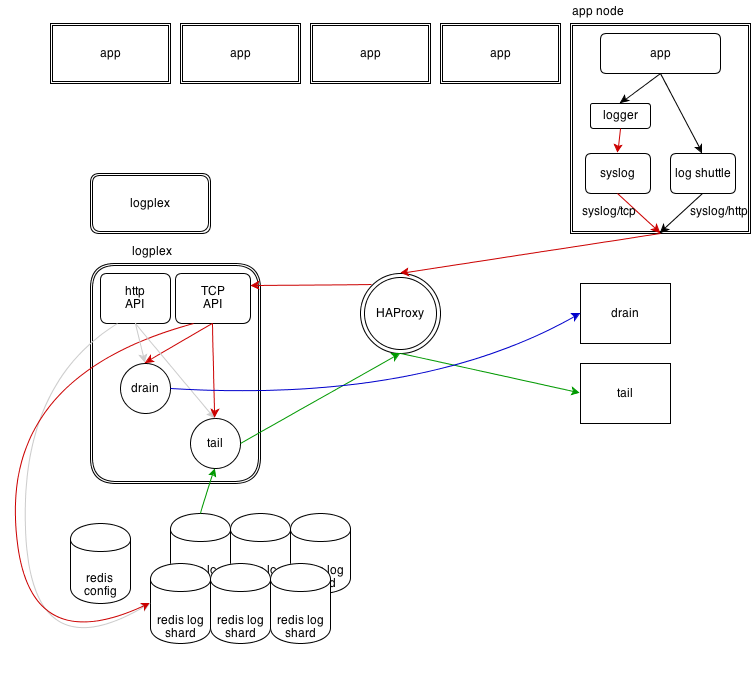 app node
app
app
app
app
app
logger
syslog
log shuttle
syslog/tcp
syslog/http
logplex
logplex
http
API
TCP
API
HAProxy
drain
drain
tail
tail
redis
config
log
d
redis log
shard
redis log
shard
redis log
shard